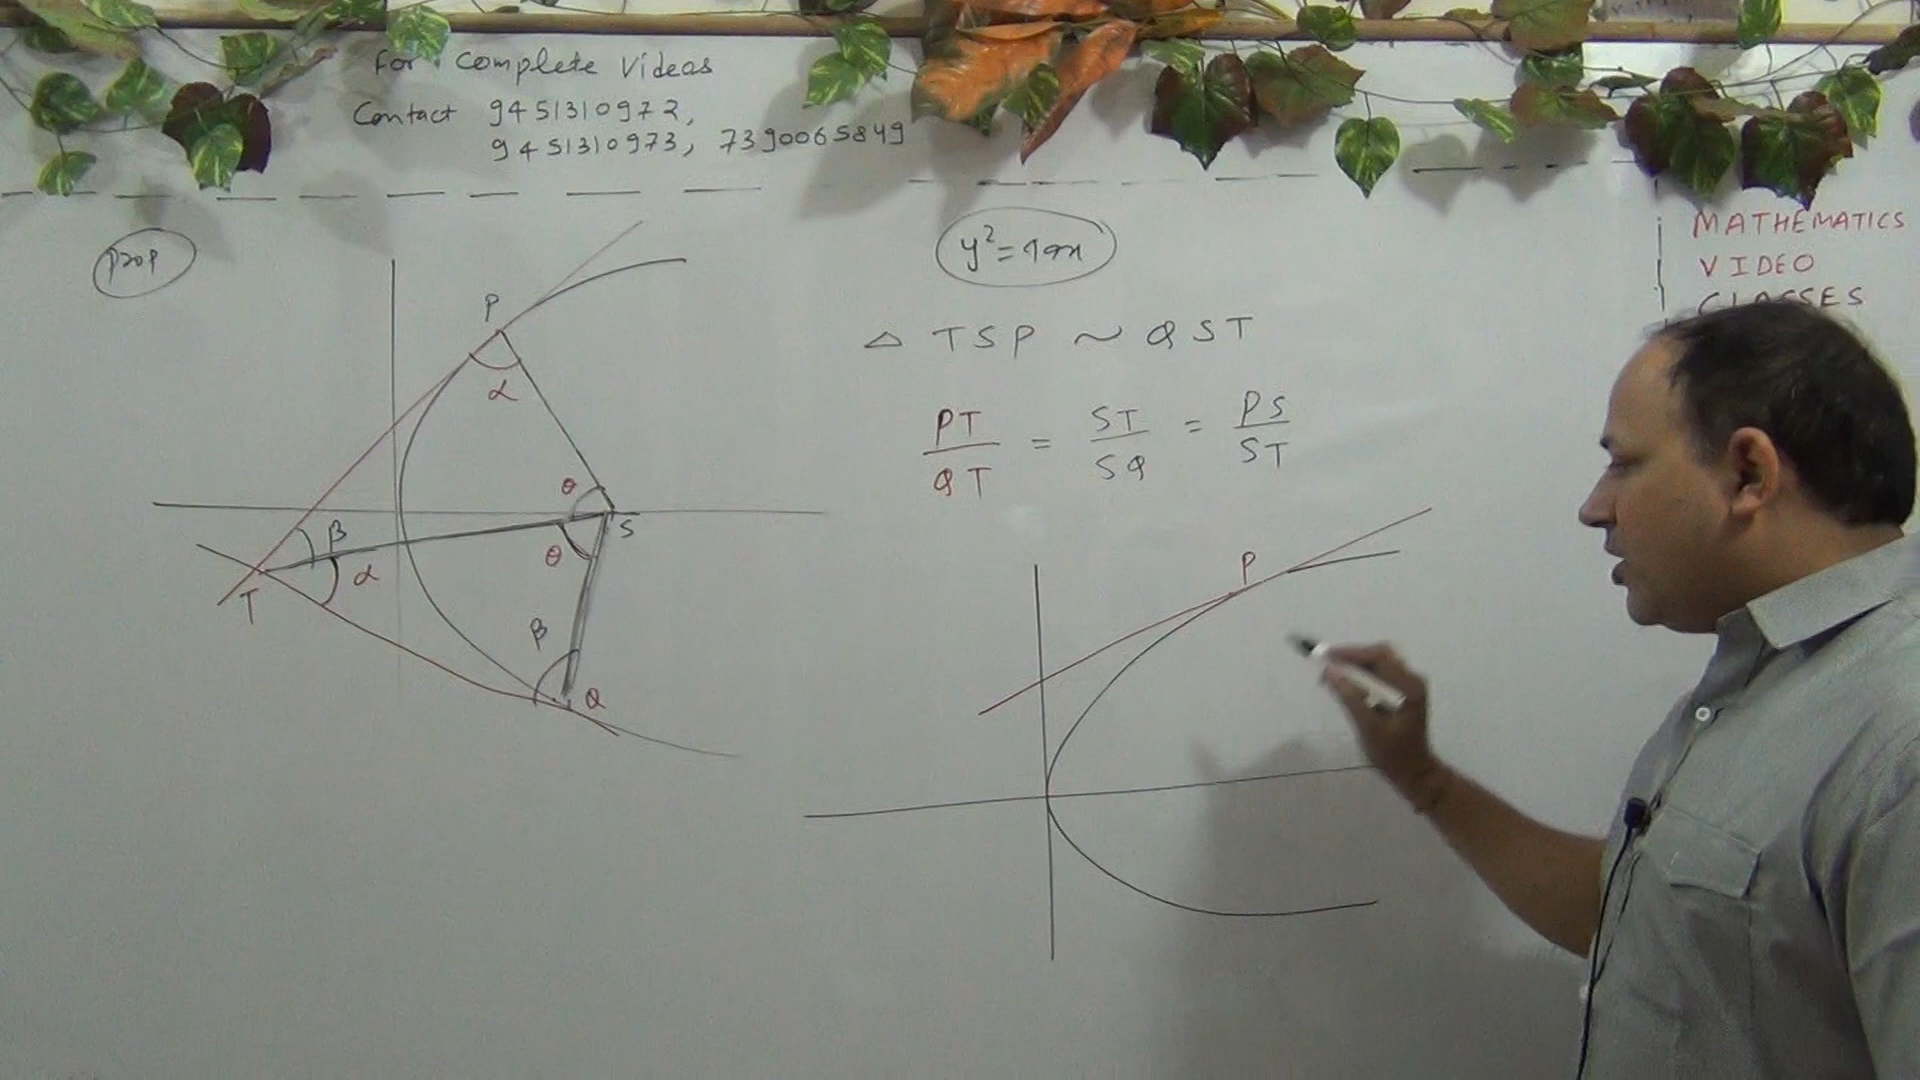 For Complete Videos
Contact 9451310972,
9451310973, 7390065849
MATHEMATICS
VIDEO
CLASSES
prop
y²=4ax
△ TSP ~ QST
PT/QT = ST/SQ = PS/ST
P
α
θ
S
β
θ
α
T
β
Q
P